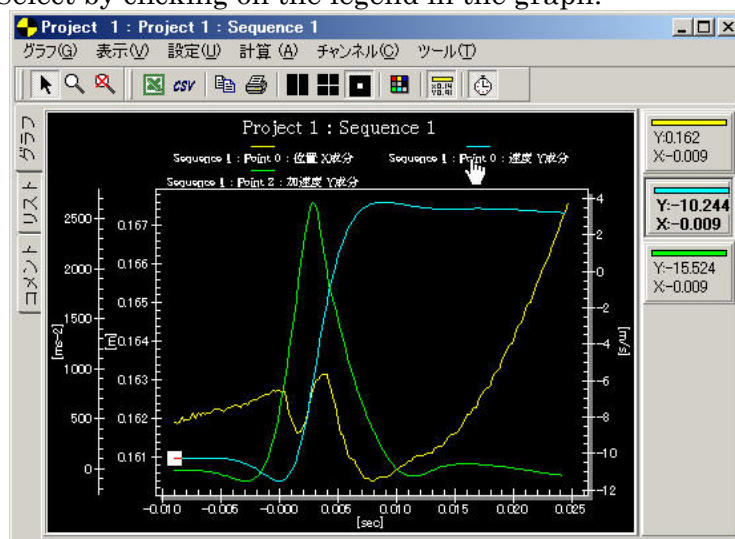 select by clicking on the legend in the graph.
Project 1 : Project 1 : Sequence 1
グラフ(G) 表示(V) 設定(U) 計算 (A) チャンネル(C) ツール(T)
csv
グラフ
リスト
コメント
Project 1 : Sequence 1
Sequence 1 : Point 0 : 位置 X成分
Sequence 1 : Point 0 : 速度 Y成分
Sequence 1 : Point 2 : 加速度 Y成分
2500
2000
1500
1000
500
0
[ms-2]
0.167
0.166
0.165
0.164
0.163
0.162
0.161
[m]
4
2
0
-2
-4
-6
-8
-10
-12
[m/s]
-0.010 -0.005 -0.000 0.005 0.010 0.015 0.020 0.025
[sec]
Y:0.162
X:-0.009
Y:-10.244
X:-0.009
Y:-15.524
X:-0.009